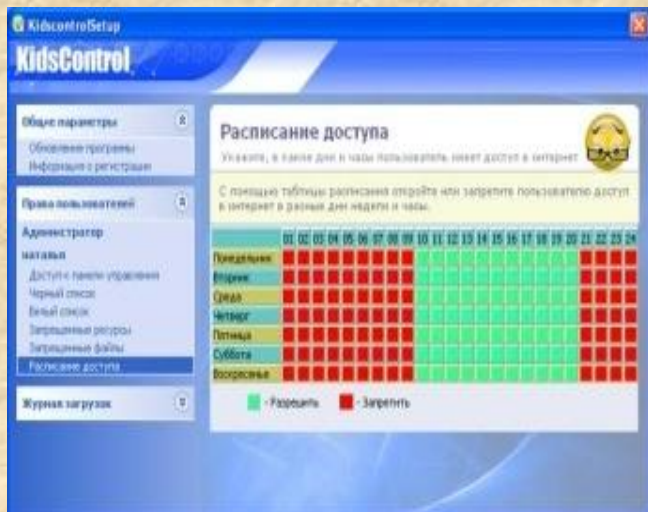 KidscontrolSetup
KidsControl
Общие параметры
Обновление программы
Информация о регистрации
Права пользователей
Администратор
наталья
Доступ к панели управления
Черный список
Белый список
Запрещенные ресурсы
Запрещенные файлы
Расписание доступа
Журнал загрузок
Расписание доступа
Укажите, в какие дни и часы пользователь имеет доступ в интернет
С помощью таблицы расписания откройте или запретите пользователю доступ
в интернет в разные дни недели и часы.
01 02 03 04 05 06 07 08 09 10 11 12 13 14 15 16 17 18 19 20 21 22 23 24
Понедельник
Вторник
Среда
Четверг
Пятница
Суббота
Воскресенье
- Разрешить - Запретить